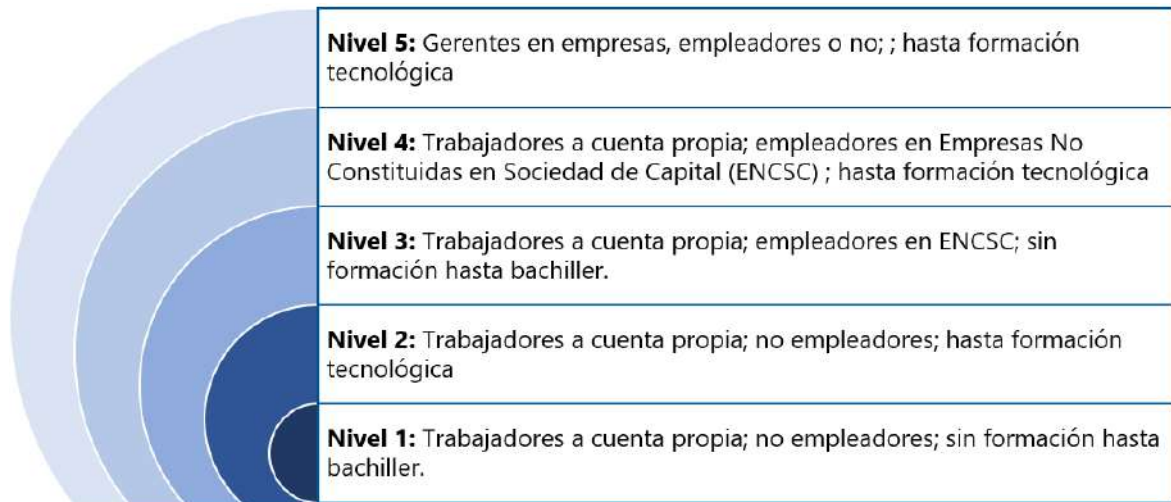 Nivel 5: Gerentes en empresas, empleadores o no; ; hasta formación
tecnológica
Nivel 4: Trabajadores a cuenta propia; empleadores en Empresas No
Constituidas en Sociedad de Capital (ENCSC) ; hasta formación tecnológica
Nivel 3: Trabajadores a cuenta propia; empleadores en ENCSC; sin
formación hasta bachiller.
Nivel 2: Trabajadores a cuenta propia; no empleadores; hasta formación
tecnológica
Nivel 1: Trabajadores a cuenta propia; no empleadores; sin formación hasta
bachiller.